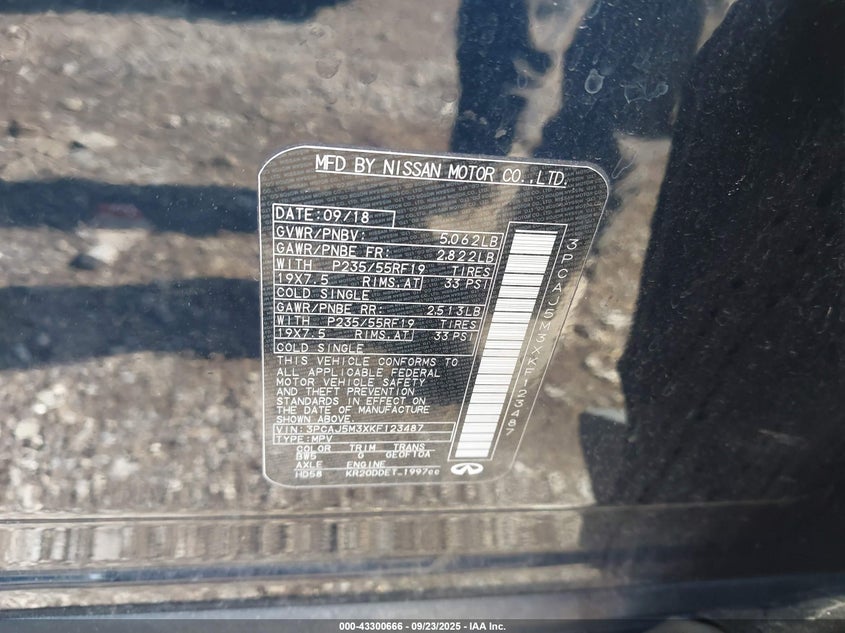 MFD BY NISSAN MOTOR CO.,LTD.
DATE:09/18
GVWR/PNBV: 5.062LB
GAWR/PNBE FR: 2.822LB
WITH P235/55RF19 TIRES
19X7.5 RIMS.AT 33 PSI
COLD SINGLE
GAWR/PNBE RR: 2.513LB
WITH P235/55RF19 TIRES
19X7.5 RIMS.AT 33 PSI
COLD SINGLE
THIS VEHICLE CONFORMS TO
ALL APPLICABLE FEDERAL
MOTOR VEHICLE SAFETY
AND THEFT PREVENTION
STANDARDS IN EFFECT ON
THE DATE OF MANUFACTURE
SHOWN ABOVE.
VIN: 3PCAJ5M3XKF123487
TYPE:MPV
COLOR TRIM TRANS
BW5 G GE0F10A
AXLE ENGINE
HD58 KR20DDET 1997cc
3PCAJ5M3XKF123487
000-43300666 - 09/23/2025 - IAA Inc.